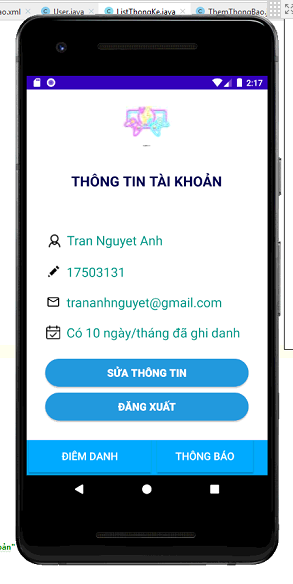 ao.xml
User.java
ListThongKe.java
ThemThongBao.
2:17
THÔNG TIN TÀI KHOẢN
Tran Nguyet Anh
17503131
trananhnguyet@gmail.com
Có 10 ngày/tháng đã ghi danh
SỬA THÔNG TIN
ĐĂNG XUẤT
ĐIỂM DANH
THÔNG BÁO
oản"